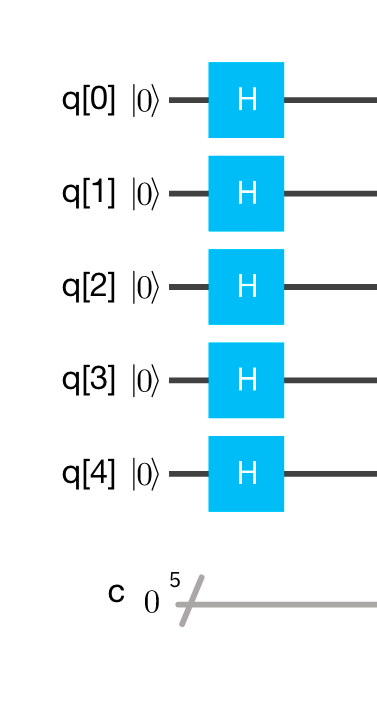 q[0] |0⟩ H
q[1] |0⟩ H
q[2] |0⟩ H
q[3] |0⟩ H
q[4] |0⟩ H
c 0 5